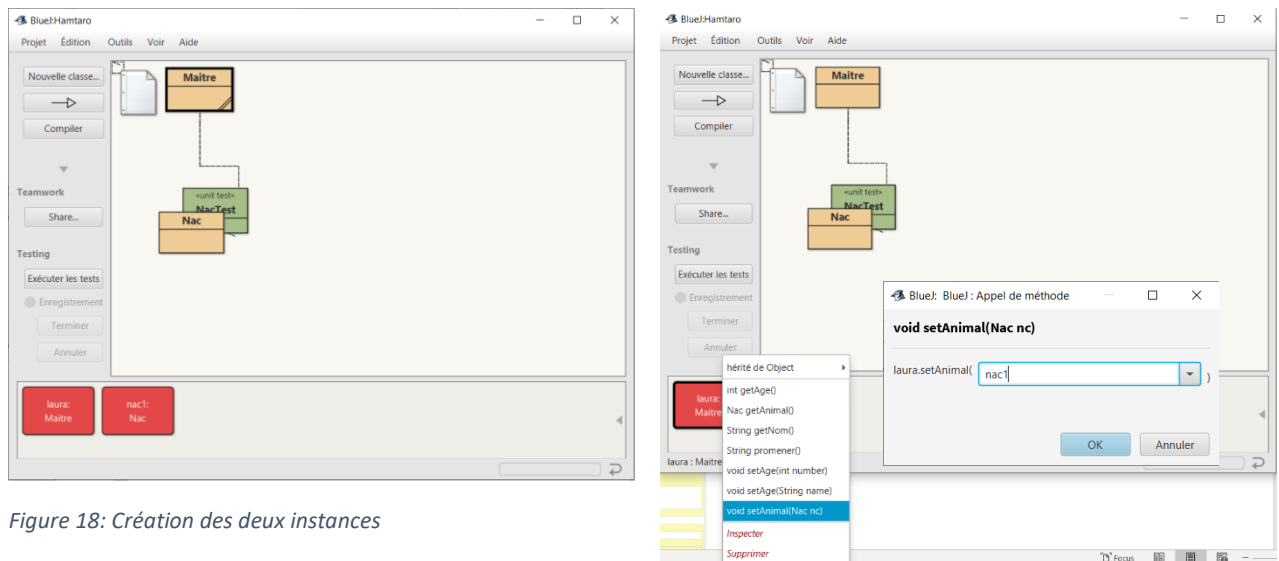 BlueJ:Hamtaro
Projet Édition Outils Voir Aide
Nouvelle classe...
Compiler
Teamwork
Share...
Testing
Exécuter les tests
Enregistrement
Terminer
Annuler
Maitre
«unit test»
NacTest
Nac
laura:
Maitre
nac1:
Nac
Figure 18: Création des deux instances
BlueJ:Hamtaro
Projet Édition Outils Voir Aide
Nouvelle classe...
Compiler
Teamwork
Share...
Testing
Exécuter les tests
Enregistrement
Terminer
Annuler
Maitre
«unit test»
NacTest
Nac
laura:
Maitre
laura : Maitre
hérité de Object
int getAge()
Nac getAnimal()
String getNom()
String promener()
void setAge(int number)
void setAge(String name)
void setAnimal(Nac nc)
Inspecter
Supprimer
BlueJ: BlueJ : Appel de méthode
void setAnimal(Nac nc)
laura.setAnimal( nac1 )
OK Annuler
Focus